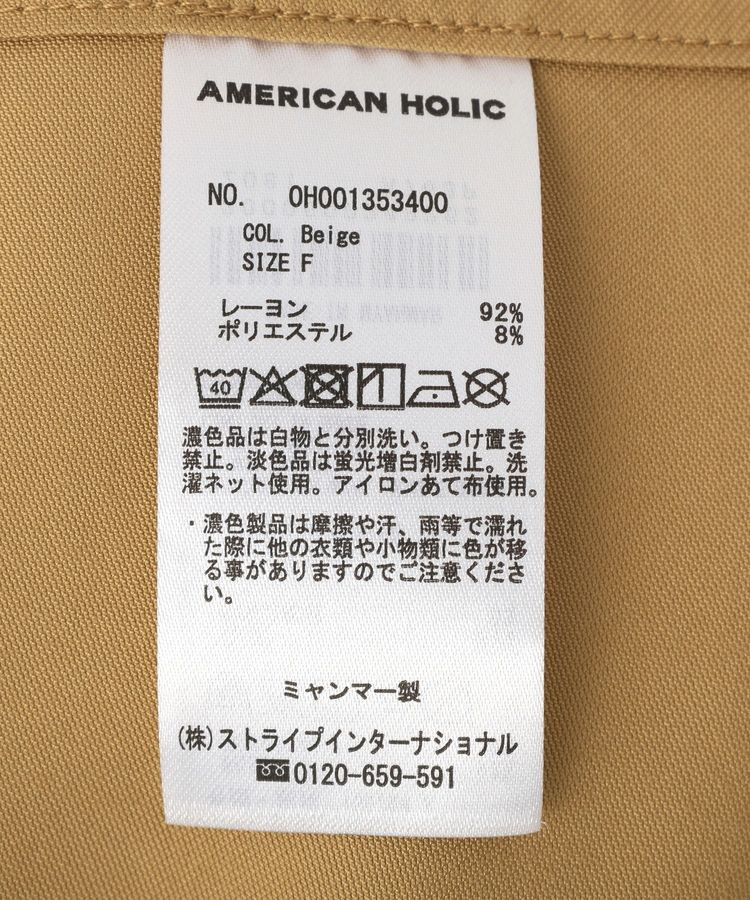 AMERICAN HOLIC
NO. 0H001353400
COL. Beige
SIZE F
レーヨン 92%
ポリエステル 8%
40
濃色品は白物と分別洗い。つけ置き
禁止。淡色品は蛍光増白剤禁止。洗
濯ネット使用。アイロンあて布使用。
・濃色製品は摩擦や汗、雨等で濡れ
た際に他の衣類や小物類に色が移
る事がありますのでご注意くださ
い。
ミャンマー製
(株)ストライプインターナショナル
0120-659-591